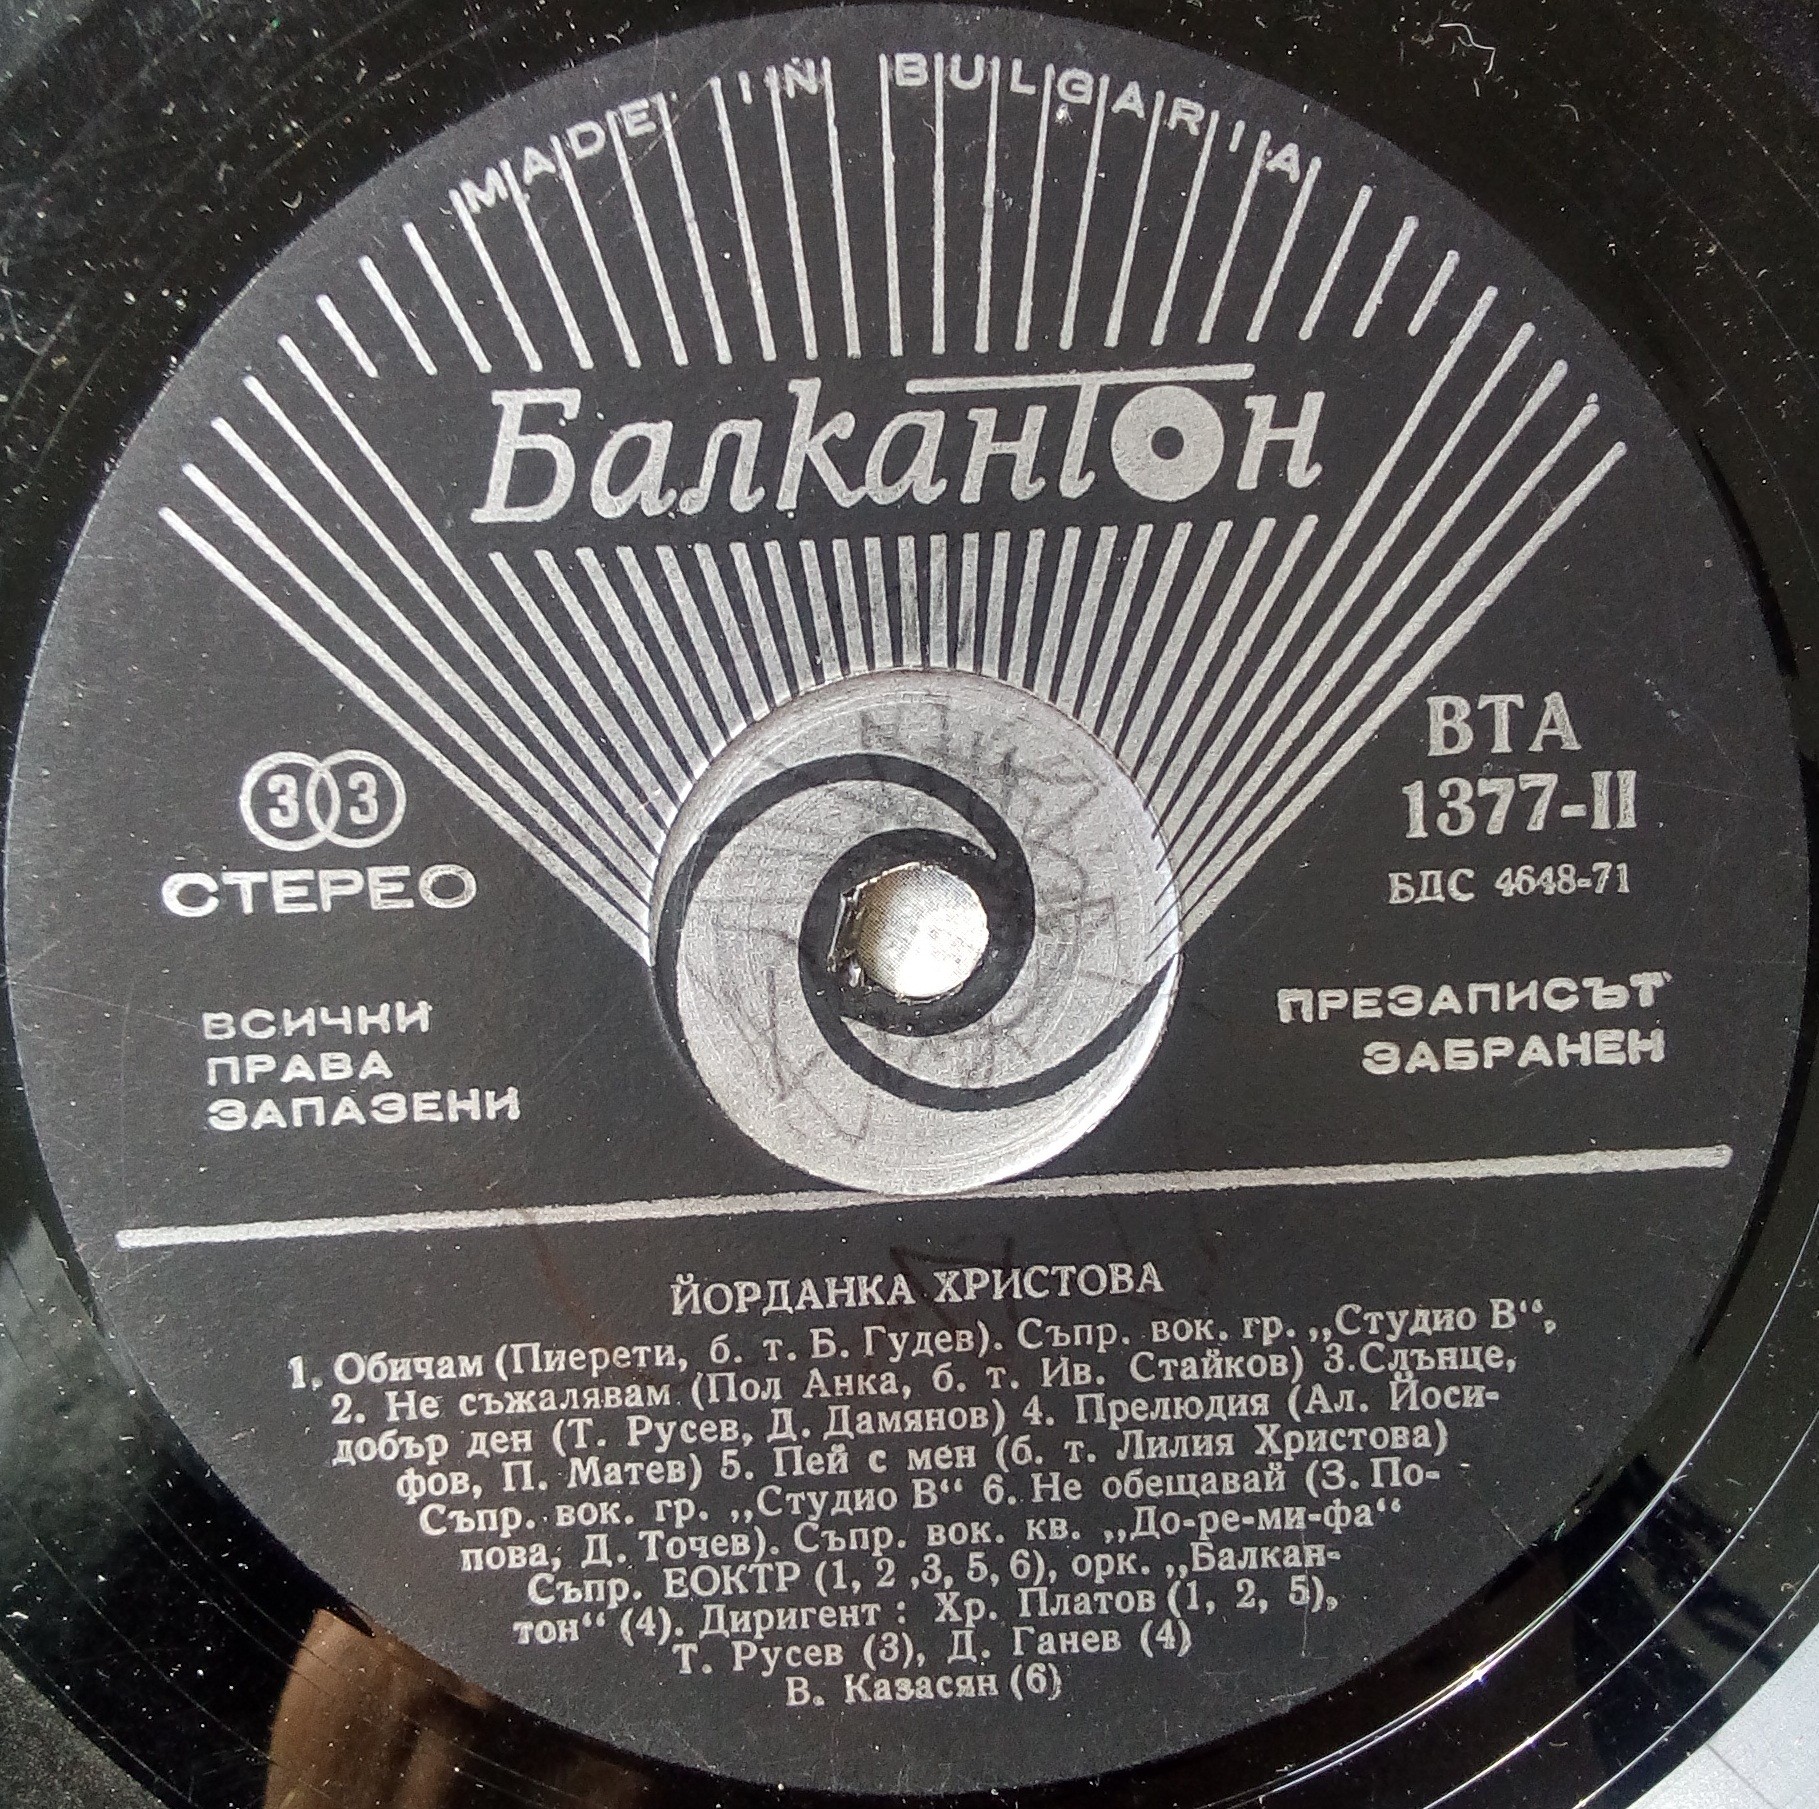 MADE IN BULGARIA
Балкантон
33
СТЕРЕО
ВТА
1377-II
БДС 4648-71
ВСИЧКИ
ПРАВА
ЗАПАЗЕНИ
ПРЕЗАПИСЪТ
ЗАБРАНЕН
ЙОРДАНКА ХРИСТОВА
1. Обичам (Пиерети, б. т. Б. Гудев). Съпр. вок. гр. „Студио В“,
2. Не съжалявам (Пол Анка, б. т. Ив. Стайков) 3.Слънце,
добър ден (Т. Русев, Д. Дамянов) 4. Прелюдия (Ал. Йоси-
фов, П. Матев) 5. Пей с мен (б. т. Лилия Христова)
Съпр. вок. гр. „Студио В“ 6. Не обещавай (З. По-
пова, Д. Точев). Съпр. вок. кв. „До-ре-ми-фа“
Съпр. ЕОКТР (1, 2 ,3, 5, 6), орк. „Балкан-
тон“ (4). Диригент : Хр. Платов (1, 2, 5),
Т. Русев (3), Д. Ганев (4)
В. Казасян (6)